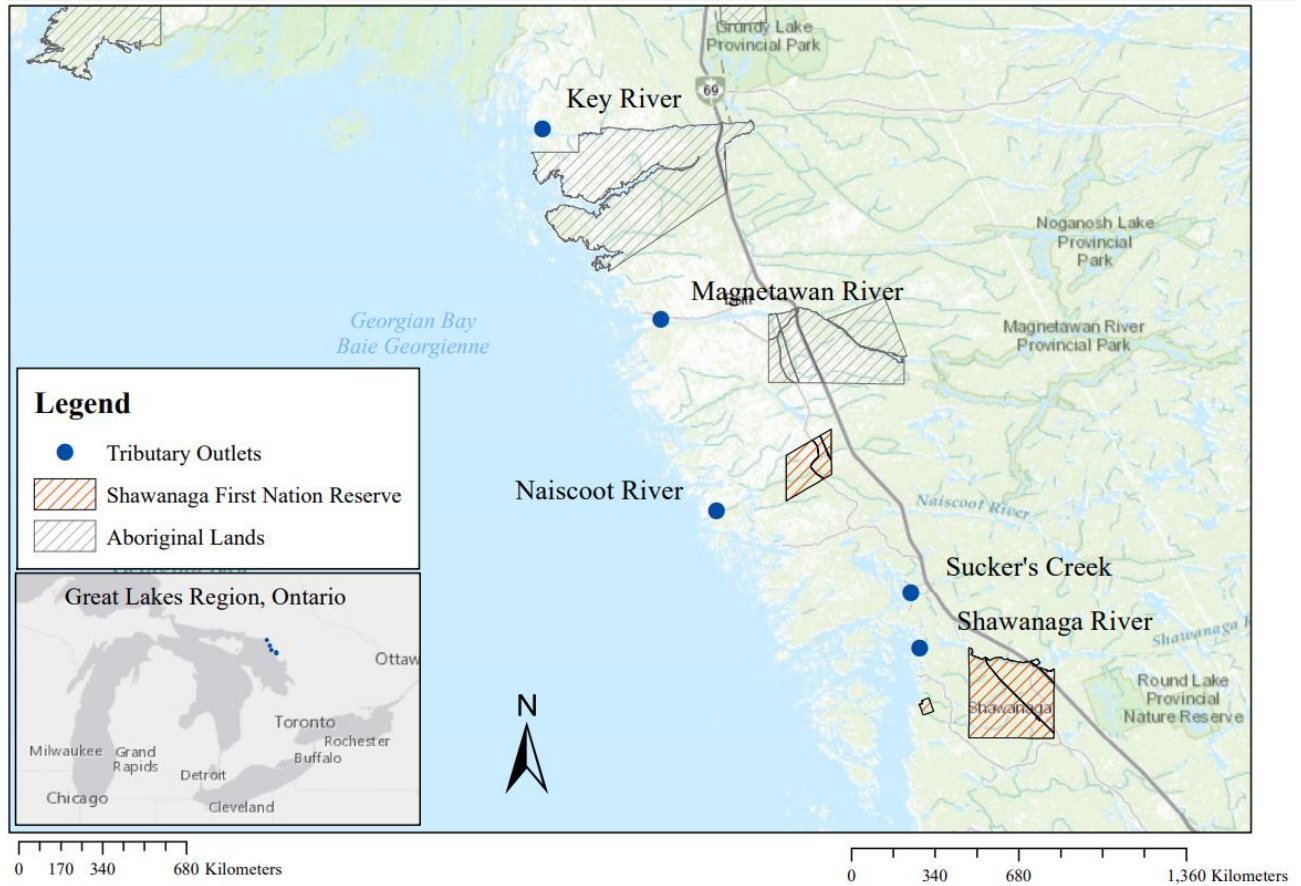 Grundy Lake
Provincial Park
69
Key River
Noganosh Lake
Provincial
Park
Magnetawan River
Georgian Bay
Baie Georgienne
Magnetawan River
Provincial Park
Legend
Tributary Outlets
Shawanaga First Nation Reserve
Aboriginal Lands
Naiscoot River
Naiscoot River
Sucker's Creek
Shawanaga River
Shawanaga
Shawanaga
Round Lake
Provincial
Nature Reserve
Great Lakes Region, Ontario
Ottaw
Toronto
Rochester
Buffalo
Milwaukee
Grand
Rapids
Detroit
Chicago
Cleveland
N
0 170 340 680 Kilometers
0 340 680 1,360 Kilometers